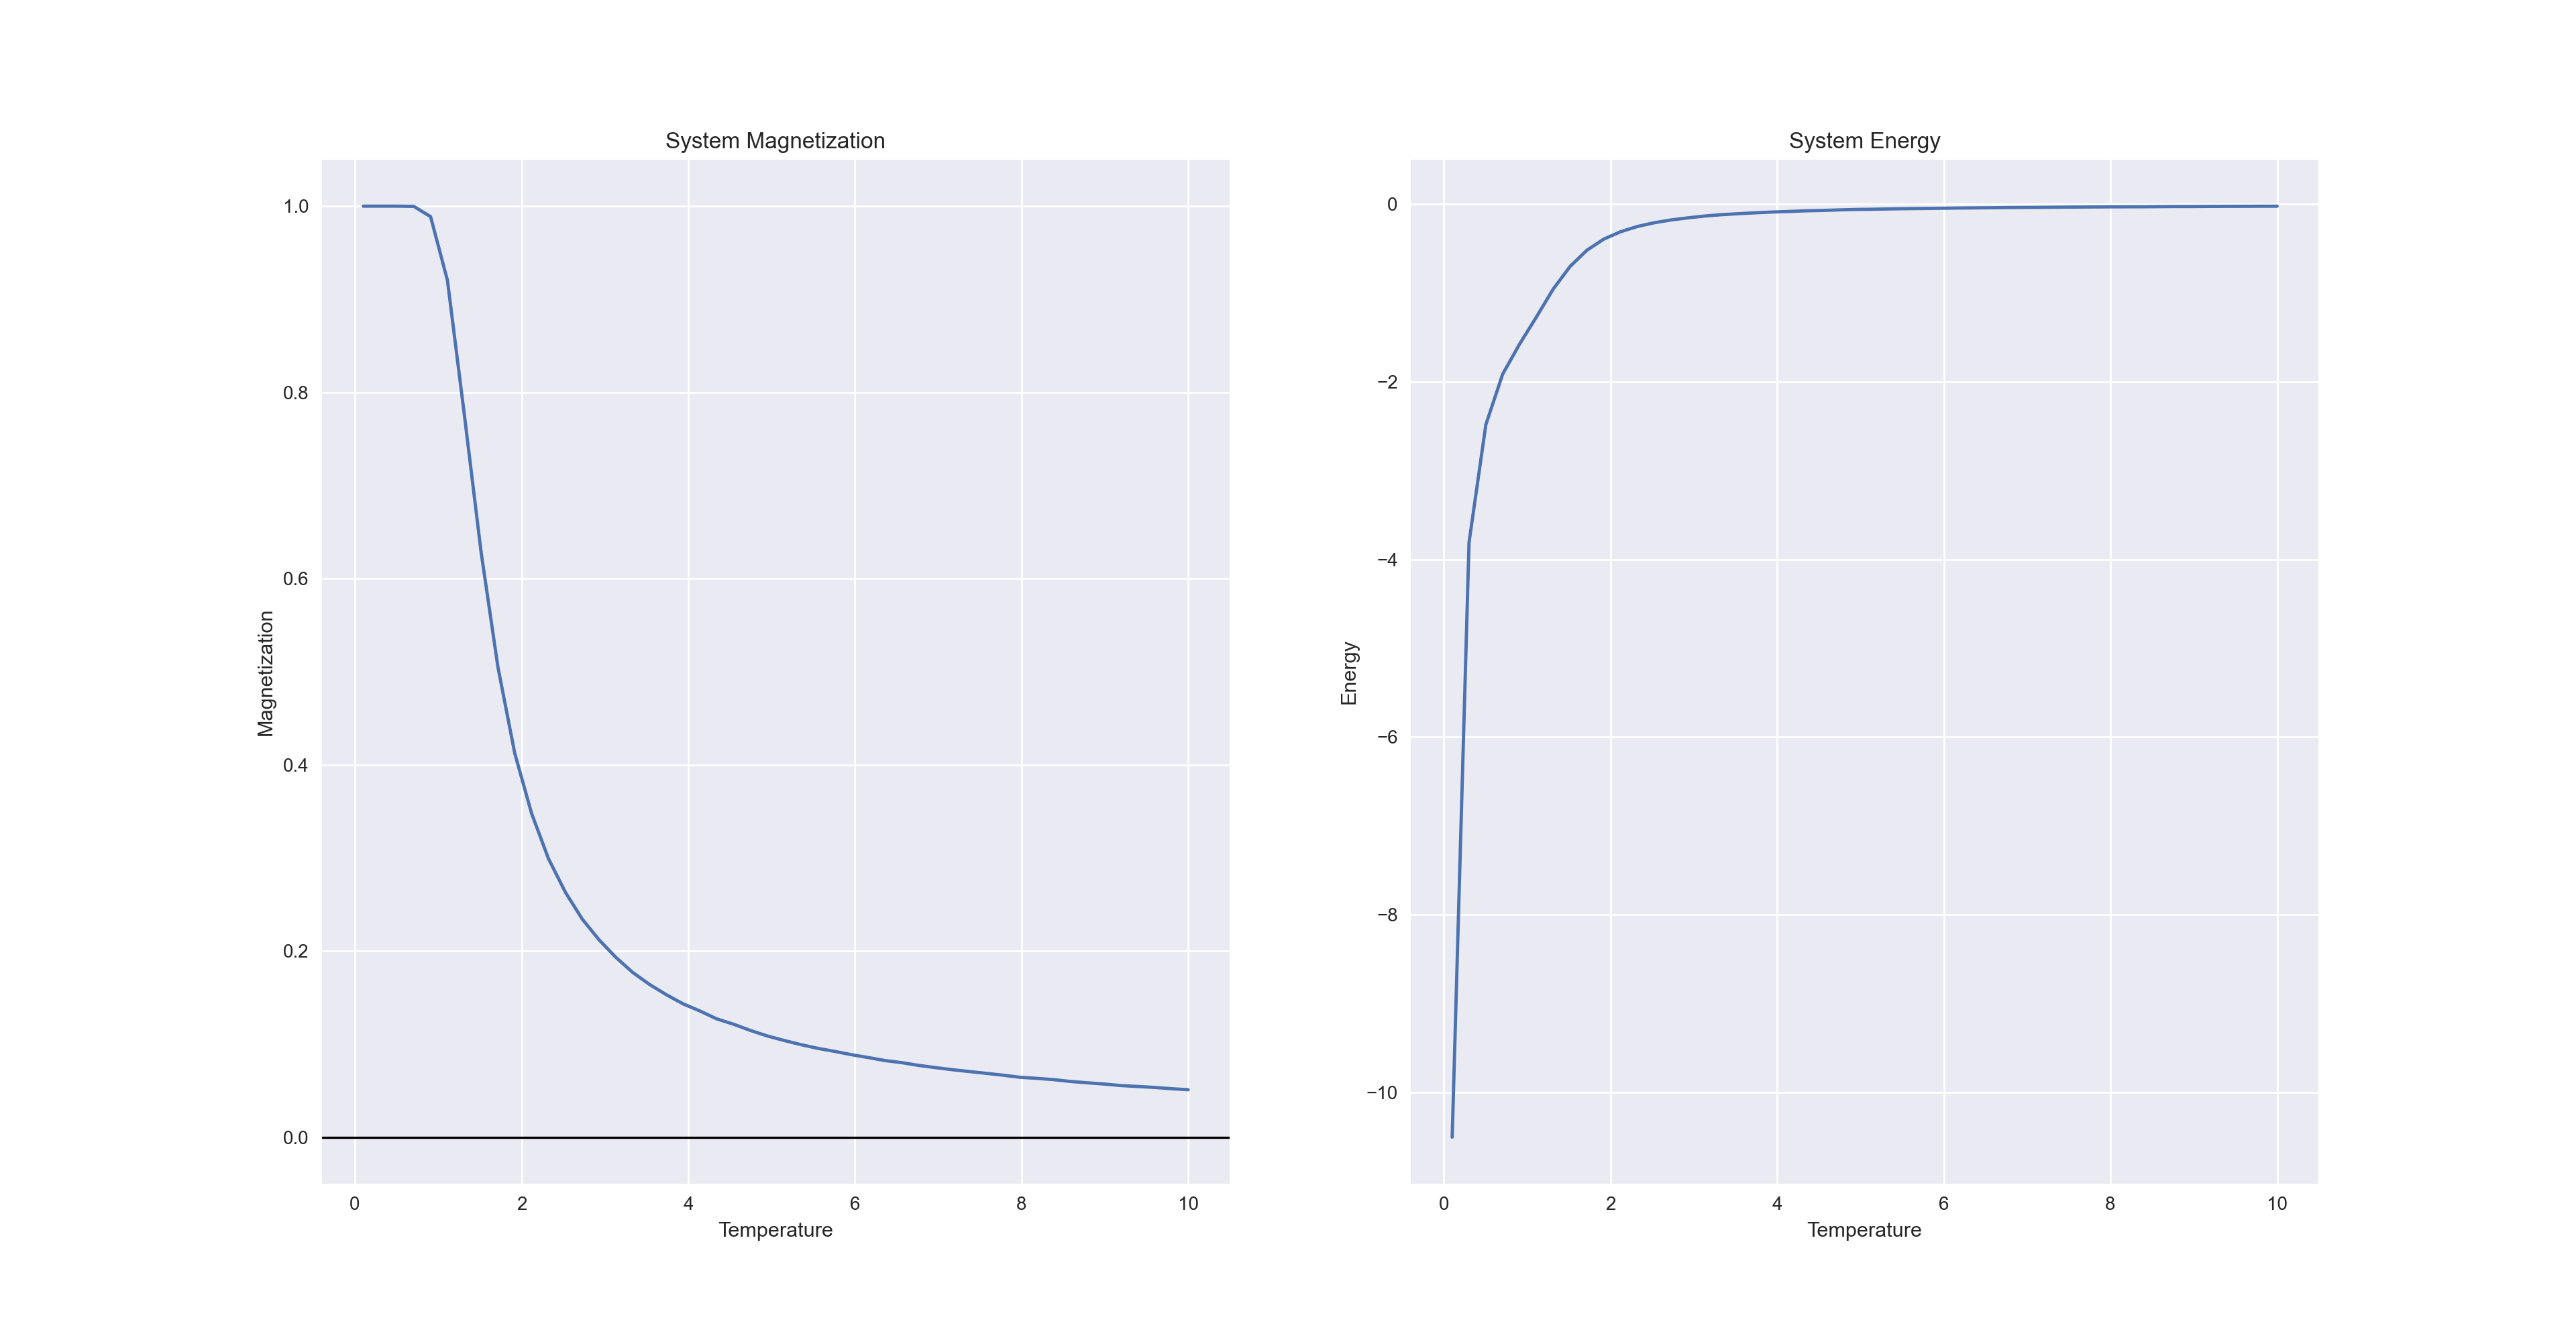 System Magnetization
Magnetization
1.0
0.8
0.6
0.4
0.2
0.0
0 2 4 6 8 10
Temperature
System Energy
Energy
0
−2
−4
−6
−8
−10
0 2 4 6 8 10
Temperature